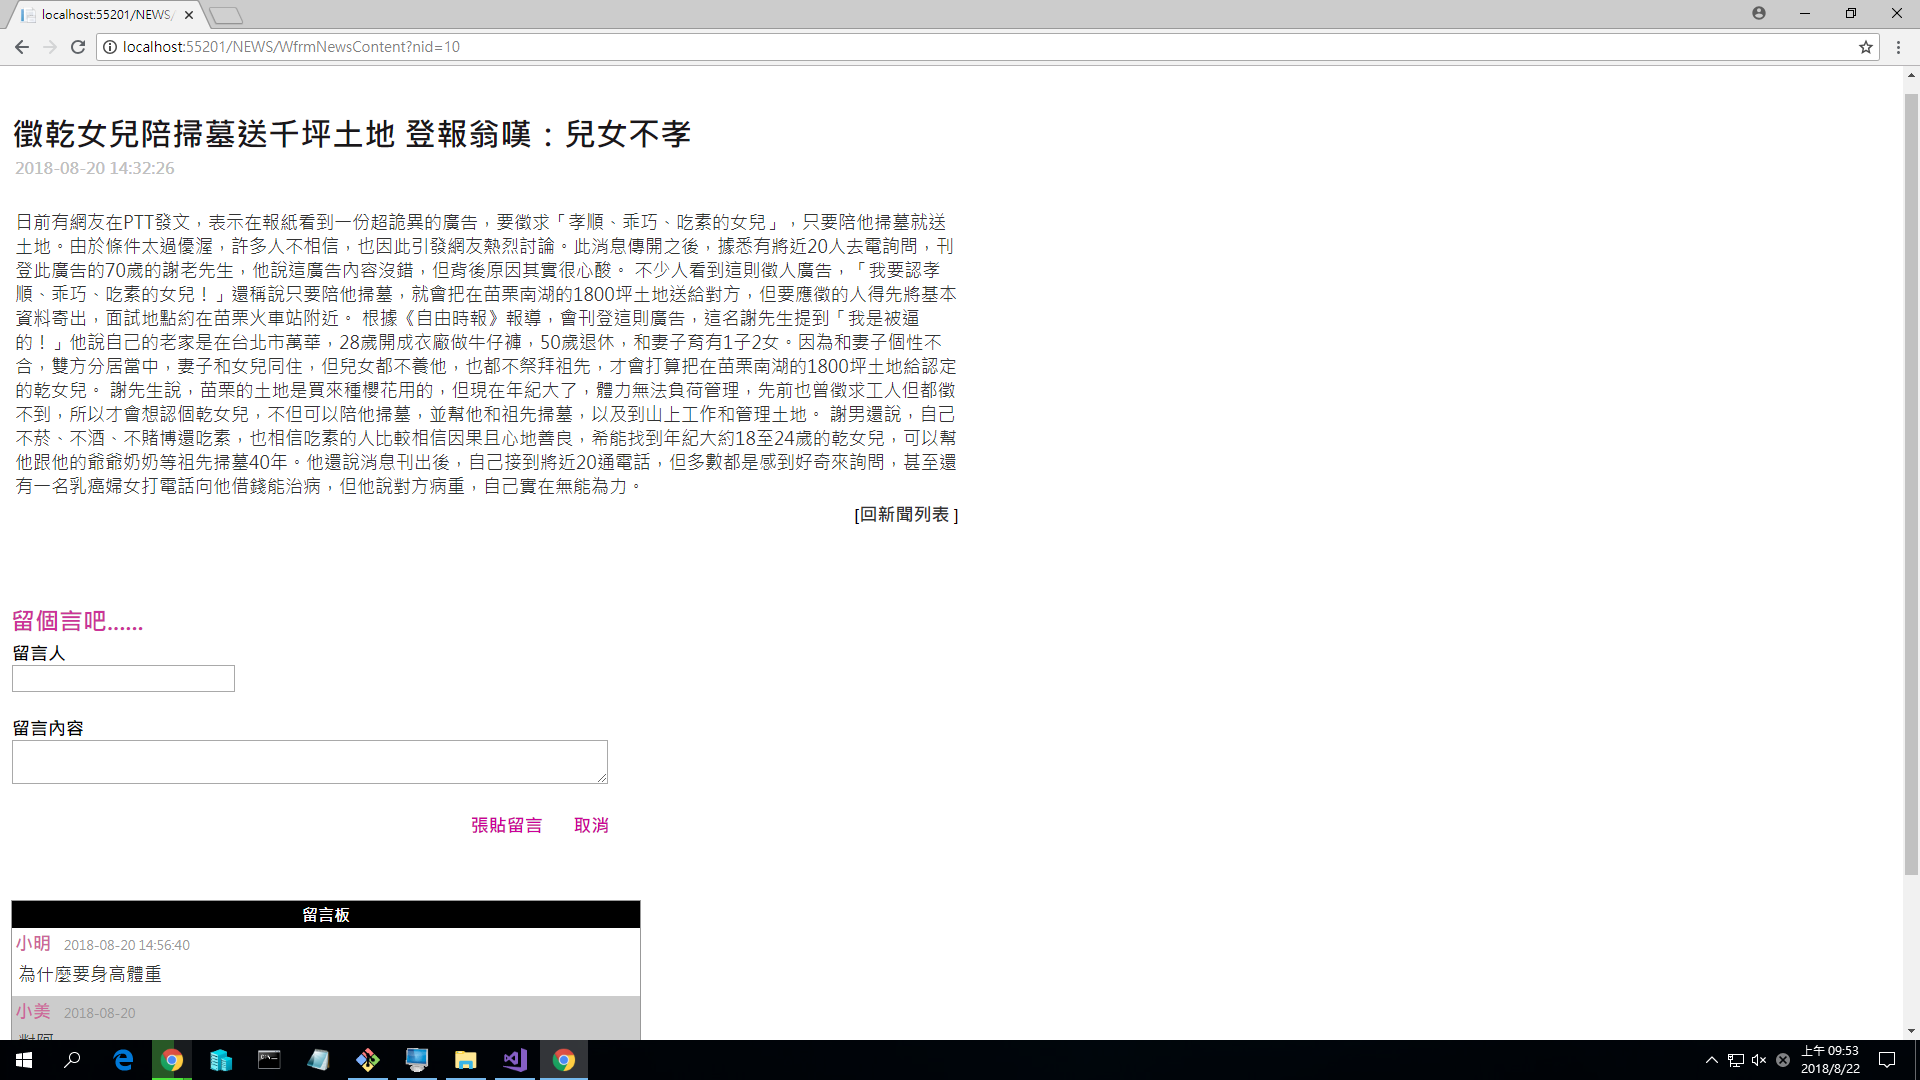 localhost:55201/NEWS/
localhost:55201/NEWS/WfrmNewsContent?nid=10
徵乾女兒陪掃墓送千坪土地 登報翁嘆：兒女不孝
2018-08-20 14:32:26
日前有網友在PTT發文，表示在報紙看到一份超詭異的廣告，要徵求「孝順、乖巧、吃素的女兒」，只要陪他掃墓就送
土地。由於條件太過優渥，許多人不相信，也因此引發網友熱烈討論。此消息傳開之後，據悉有將近20人去電詢問，刊
登此廣告的70歲的謝老先生，他說這廣告內容沒錯，但背後原因其實很心酸。 不少人看到這則徵人廣告，「我要認孝
順、乖巧、吃素的女兒！」還稱說只要陪他掃墓，就會把在苗栗南湖的1800坪土地送給對方，但要應徵的人得先將基本
資料寄出，面試地點約在苗栗火車站附近。 根據《自由時報》報導，會刊登這則廣告，這名謝先生提到「我是被逼
的！」他說自己的老家是在台北市萬華，28歲開成衣廠做牛仔褲，50歲退休，和妻子育有1子2女。因為和妻子個性不
合，雙方分居當中，妻子和女兒同住，但兒女都不養他，也都不祭拜祖先，才會打算把在苗栗南湖的1800坪土地給認定
的乾女兒。 謝先生說，苗栗的土地是買來種櫻花用的，但現在年紀大了，體力無法負荷管理，先前也曾徵求工人但都徵
不到，所以才會想認個乾女兒，不但可以陪他掃墓，並幫他和祖先掃墓，以及到山上工作和管理土地。 謝男還說，自己
不菸、不酒、不賭博還吃素，也相信吃素的人比較相信因果且心地善良，希能找到年紀大約18至24歲的乾女兒，可以幫
他跟他的爺爺奶奶等祖先掃墓40年。他還說消息刊出後，自己接到將近20通電話，但多數都是感到好奇來詢問，甚至還
有一名乳癌婦女打電話向他借錢能治病，但他說對方病重，自己實在無能為力。
[回新聞列表 ]
留個言吧......
留言人
留言內容
張貼留言 取消
留言板
小明 2018-08-20 14:56:40
為什麼要身高體重
小美 2018-08-20
對阿
上午 09:53
2018/8/22